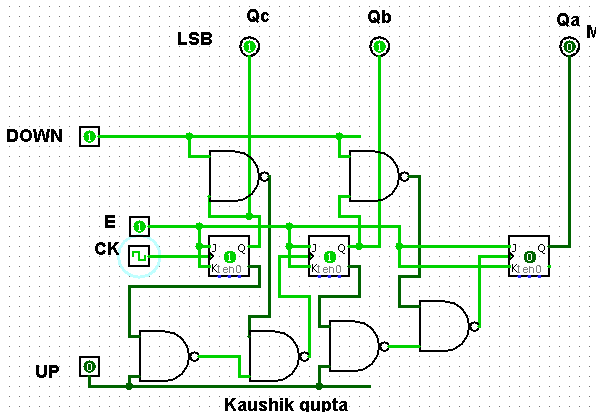 Qc Qb Qa
LSB 1 1 0 M
DOWN 1
E 1
CK
J Q J Q J Q
K 1 en0 K 1 en0 K 0 en0
UP 0
Kaushik gupta